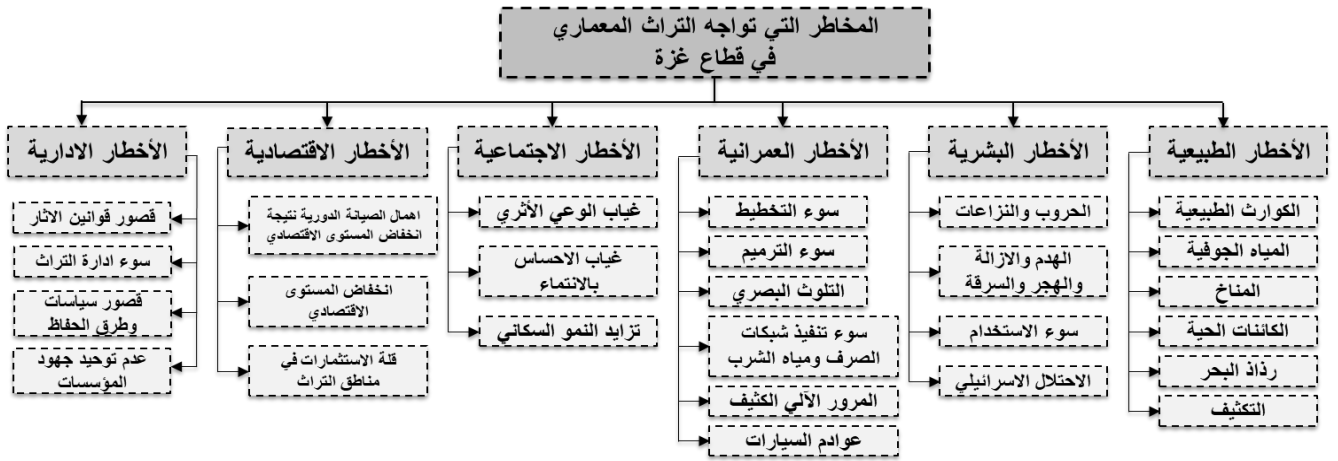 المخاطر التي تواجه التراث المعماري
في قطاع غزة
الأخطار الطبيعية
الكوارث الطبيعية
المياه الجوفية
المناخ
الكائنات الحية
رذاذ البحر
التكثيف
الأخطار البشرية
الحروب والنزاعات
الهدم والازالة
والهجر والسرقة
سوء الاستخدام
الاحتلال الاسرائيلي
الأخطار العمرانية
سوء التخطيط
سوء الترميم
التلوث البصري
سوء تنفيذ شبكات
الصرف ومياه الشرب
المرور الآلي الكثيف
عوادم السيارات
الأخطار الاجتماعية
غياب الوعي الأثري
غياب الاحساس
بالانتماء
تزايد النمو السكاني
الأخطار الاقتصادية
اهمال الصيانة الدورية نتيجة
انخفاض المستوى الاقتصادي
انخفاض المستوى
الاقتصادي
قلة الاستثمارات في
مناطق التراث
الأخطار الادارية
قصور قوانين الاثار
سوء ادارة التراث
قصور سياسات
وطرق الحفاظ
عدم توحيد جهود
المؤسسات